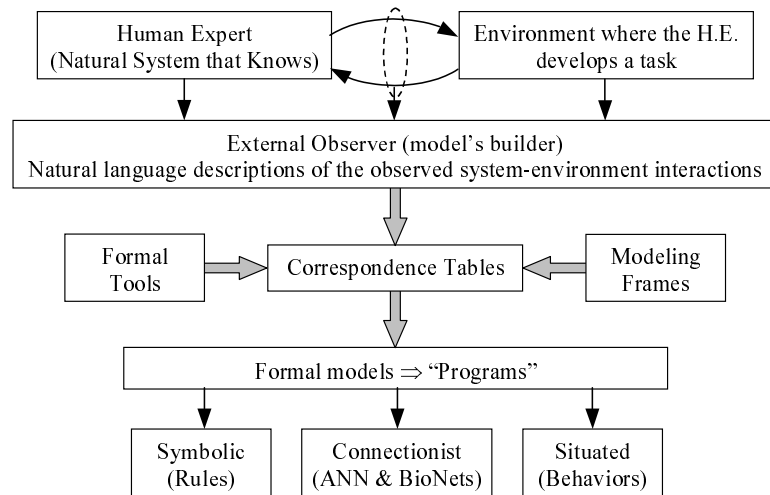 Human Expert
(Natural System that Knows)
Environment where the H.E.
develops a task
External Observer (model's builder)
Natural language descriptions of the observed system-environment interactions
Formal
Tools
Correspondence Tables
Modeling
Frames
Formal models ⇒ “Programs”
Symbolic
(Rules)
Connectionist
(ANN & BioNets)
Situated
(Behaviors)